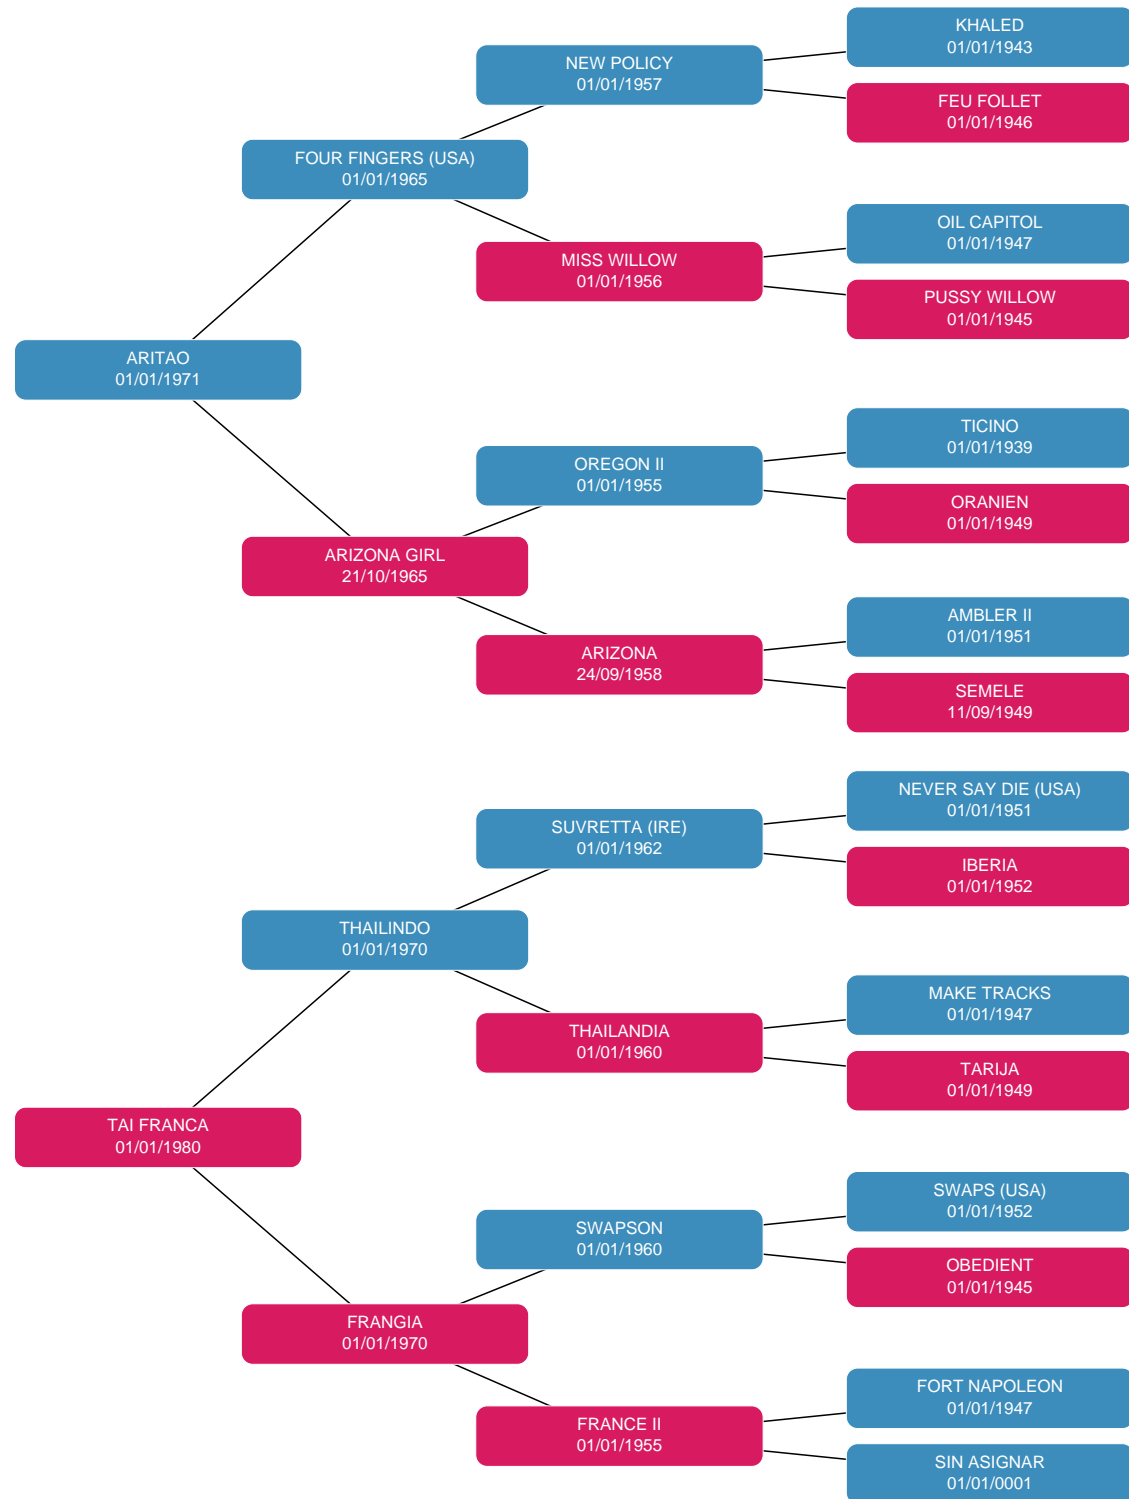 KHALED
01/01/1943
NEW POLICY
01/01/1957
FEU FOLLET
01/01/1946
FOUR FINGERS (USA)
01/01/1965
OIL CAPITOL
01/01/1947
MISS WILLOW
01/01/1956
PUSSY WILLOW
01/01/1945
ARITAO
01/01/1971
TICINO
01/01/1939
OREGON II
01/01/1955
ORANIEN
01/01/1949
ARIZONA GIRL
21/10/1965
AMBLER II
01/01/1951
ARIZONA
24/09/1958
SEMELE
11/09/1949
NEVER SAY DIE (USA)
01/01/1951
SUVRETTA (IRE)
01/01/1962
IBERIA
01/01/1952
THAILINDO
01/01/1970
MAKE TRACKS
01/01/1947
THAILANDIA
01/01/1960
TARIJA
01/01/1949
TAI FRANCA
01/01/1980
SWAPS (USA)
01/01/1952
SWAPSON
01/01/1960
OBEDIENT
01/01/1945
FRANGIA
01/01/1970
FORT NAPOLEON
01/01/1947
FRANCE II
01/01/1955
SIN ASIGNAR
01/01/0001